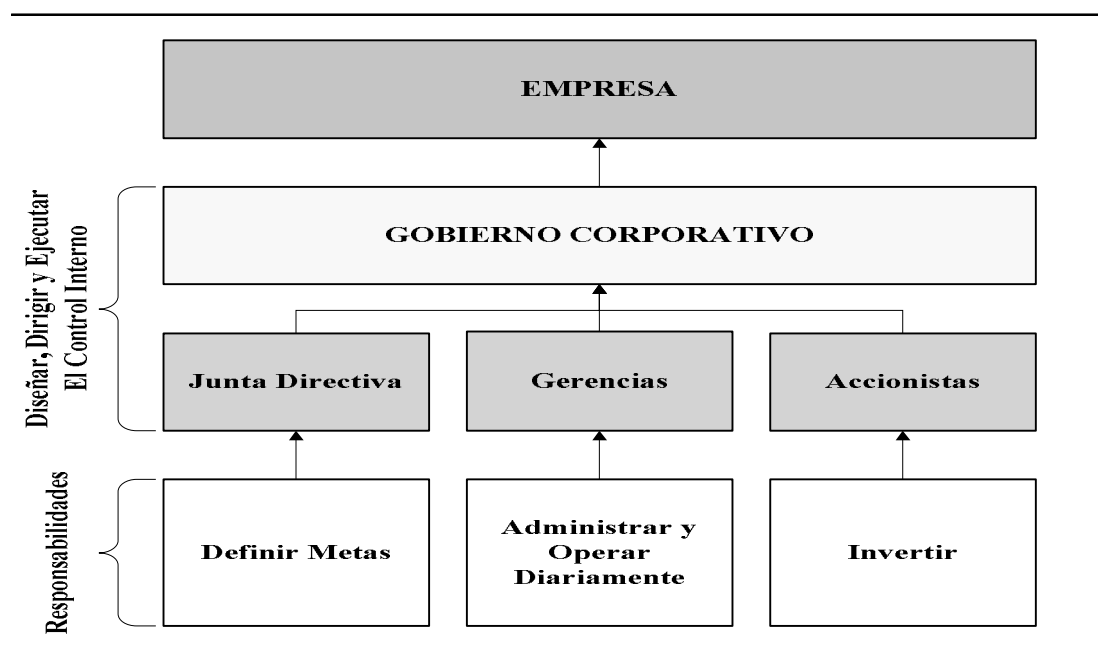 EMPRESA
Diseñar, Dirigir y Ejecutar
El Control Interno
GOBIERNO CORPORATIVO
Junta Directiva
Gerencias
Accionistas
Responsabilidades
Definir Metas
Administrar y
Operar
Diariamente
Invertir